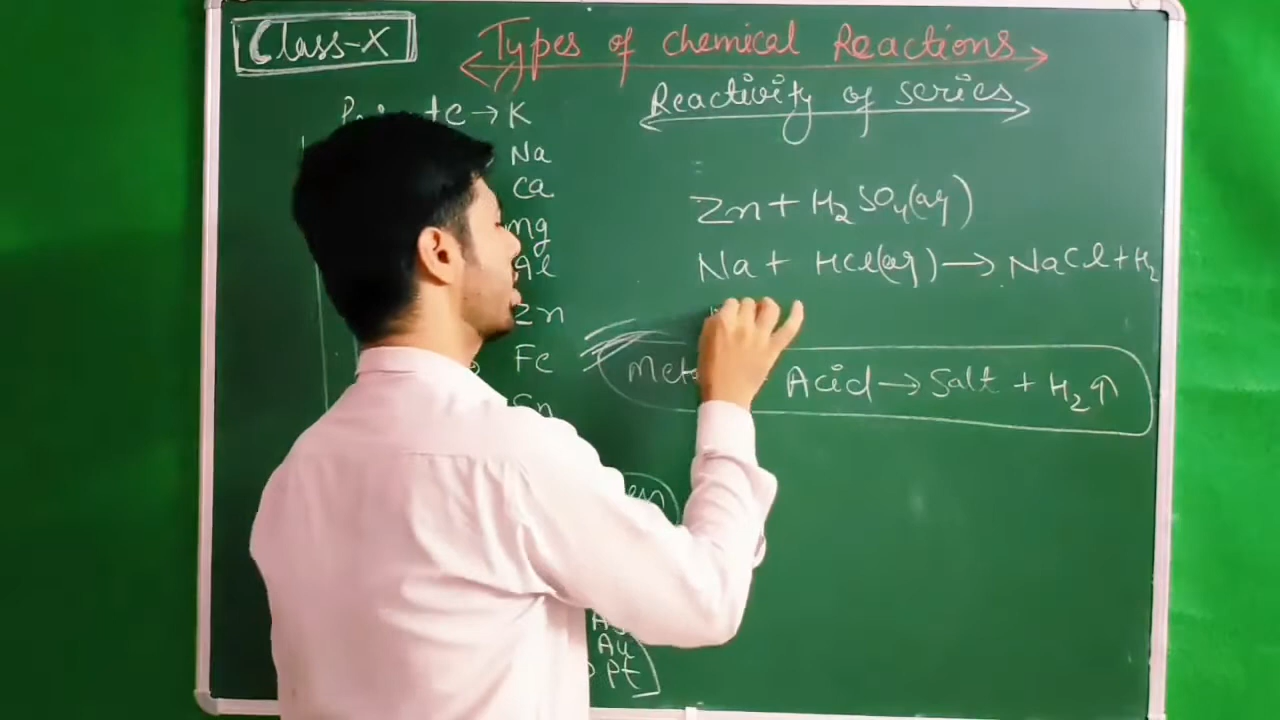 Class-X
Types of chemical Reactions
Reactivity of series
→ K
Na
Ca
mg
Al
Zn
Fe
Sn
Au
Pt
Zn + H₂SO₄(aq)
Na + HCl(aq) → NaCl + H₂
Acid → Salt + H₂↑